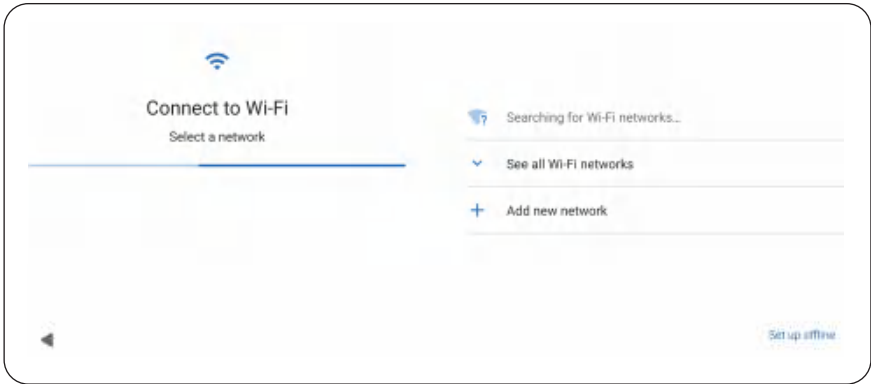 Connect to Wi-Fi
Select a network
Searching for Wi-Fi networks...
See all Wi-Fi networks
Add new network
Set up offline